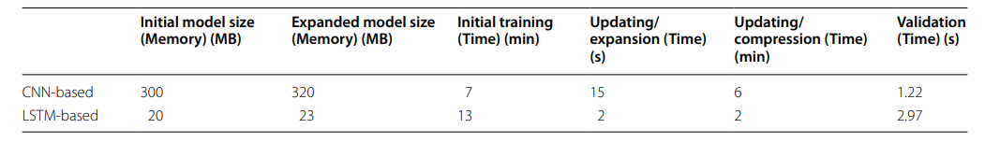 Initial model size Expanded model size Initial training Updating/ Updating/ Validation
(Memory) (MB) (Memory) (MB) (Time) (min) expansion (Time) compression (Time) (Time) (s)
(s) (min)
CNN-based 300 320 7 15 6 1.22
LSTM-based 20 23 13 2 2 2.97